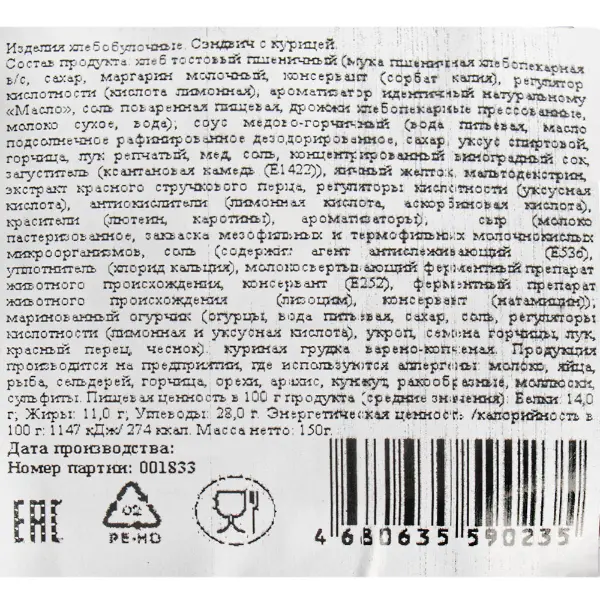 Изделия хлебобулочные. Сэндвич с курицей.
Состав продукта: хлеб тостовый пшеничный (мука пшеничная хлебопекарная
в/с, сахар, маргарин молочный, консервант (сорбат калия), регулятор
кислотности (кислота лимонная), ароматизатор идентичный натуральному
«Масло», соль поваренная пищевая, дрожжи хлебопекарные прессованные,
молоко сухое, вода); соус медово-горчичный (вода питьевая, масло
подсолнечное рафинированное дезодорированное, сахар, уксус спиртовой,
горчица, лук репчатый, мед, соль, концентрированный виноградный сок,
загуститель (ксантановая камедь (Е1422)), яичный желток, мальтодекстрин,
экстракт красного стручкового перца, регуляторы кислотности (уксусная
кислота), антиокислители (лимонная кислота, аскорбиновая кислота),
красители (лютеин, каротины), ароматизаторы); сыр (молоко
пастеризованное, закваска мезофильных и термофильных молочнокислых
микроорганизмов, соль (содержит агент антислеживающий (Е536),
уплотнитель (хлорид кальция), молокосвертывающий ферментный препарат
животного происхождения, консервант (Е252), ферментный препарат
животного происхождения (лизоцим), консервант (натамицин));
маринованный огурчик (огурцы, вода питьевая, сахар, соль, регуляторы
кислотности (лимонная и уксусная кислота), укроп, семена горчицы, лук,
красный перец, чеснок). куриная грудка варено-копченая. Продукция
производится на предприятии, где используются аллергены: молоко, яйца,
рыба, сельдерей, горчица, орехи, арахис, кунжут, ракообразные, моллюски,
сульфиты. Пищевая ценность в 100 г продукта (средние значения): Белки: 14,0
г; Жиры: 11,0 г; Углеводы: 28,0 г. Энергетическая ценность /калорийность в
100 г: 1147 кДж/ 274 ккал. Масса нетто: 150г.
Дата производства:
Номер партии: 001833
ЕАС
02
PE-HD
4 680635 590235